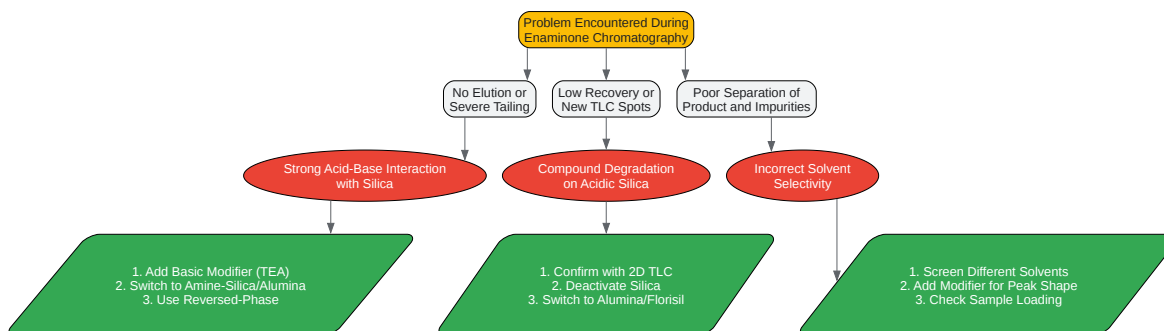 Problem Encountered During
Enaminone Chromatography
No Elution or
Severe Tailing
Low Recovery or
New TLC Spots
Poor Separation of
Product and Impurities
Strong Acid-Base Interaction
with Silica
Compound Degradation
on Acidic Silica
Incorrect Solvent
Selectivity
1. Add Basic Modifier (TEA)
2. Switch to Amine-Silica/Alumina
3. Use Reversed-Phase
1. Confirm with 2D TLC
2. Deactivate Silica
3. Switch to Alumina/Florisil
1. Screen Different Solvents
2. Add Modifier for Peak Shape
3. Check Sample Loading